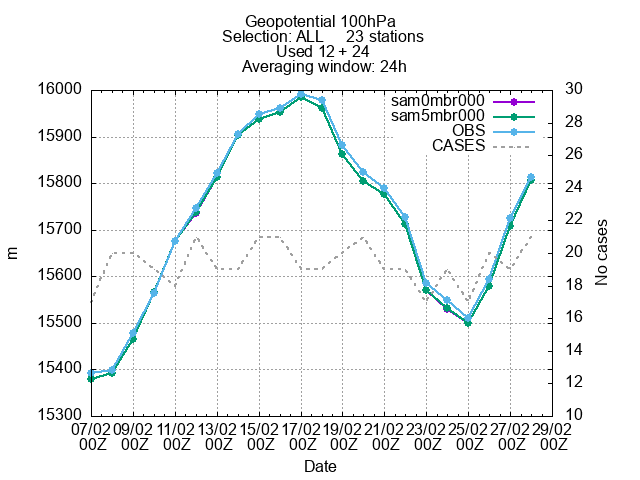 Geopotential 100hPa
Selection: ALL 23 stations
Used 12 + 24
Averaging window: 24h
sam0mbr000
sam5mbr000
OBS
CASES
m
16000
15900
15800
15700
15600
15500
15400
15300
30
28
26
24
22
20
18
16
14
12
10
No cases
07/02 09/02 11/02 13/02 15/02 17/02 19/02 21/02 23/02 25/02 27/02 29/02
00Z 00Z 00Z 00Z 00Z 00Z 00Z 00Z 00Z 00Z 00Z 00Z
Date